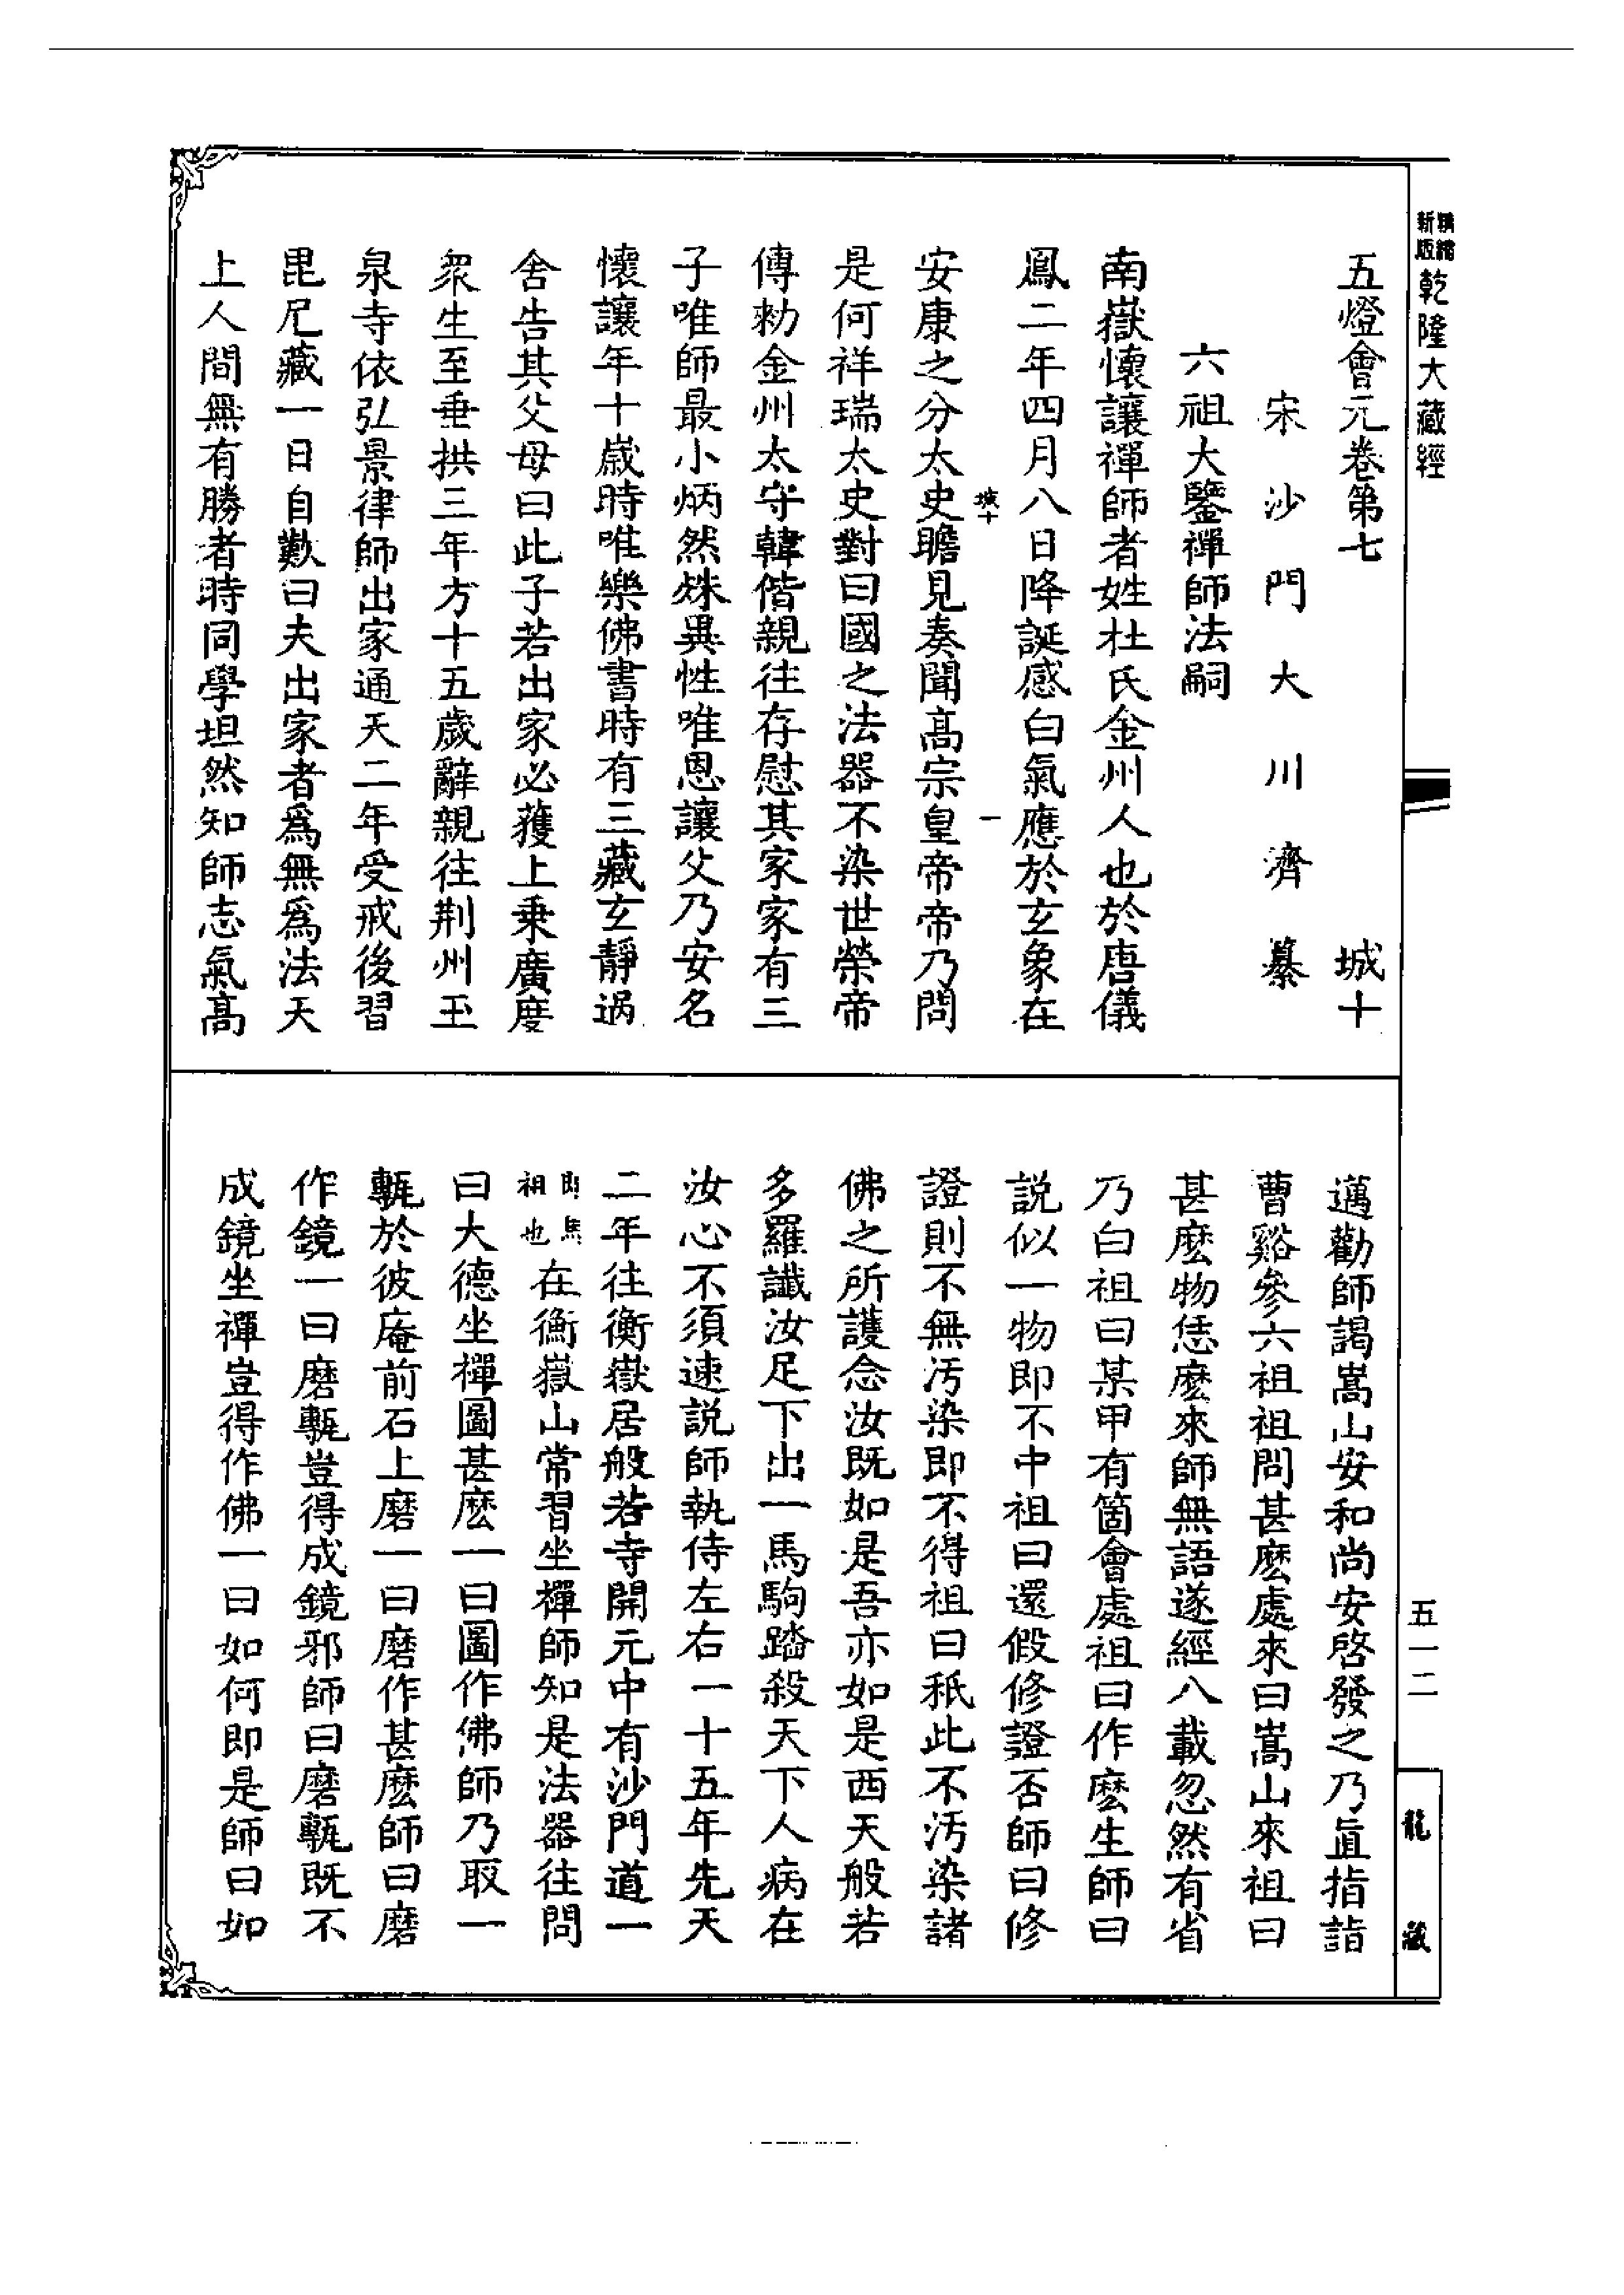 精縮新版乾隆大藏經
五燈會元卷第七　城十
宋沙門大川濟纂
六祖大鑒禪師法嗣
南嶽懷讓禪師者姓杜氏金州人也於唐儀
鳳二年四月八日降誕感白氣應於玄象在
城十　一
安康之分太史瞻見奏聞高宗皇帝帝乃問
是何祥瑞太史對曰國之法器不染世榮帝
傳勅金州太守韓偕親往存慰其家家有三
子唯師最小炳然殊異性唯恩讓父乃安名
懷讓年十歲時唯樂佛書時有三藏玄靜過
舍告其父母曰此子若出家必獲上乗廣度
衆生至垂拱三年方十五歲辭親往荆州玉
泉寺依弘景律師出家通天二年受戒後習
毘尼藏一日自歎曰夫出家者爲無爲法天
上人間無有勝者時同學坦然知師志氣高
邁勸師謁嵩山安和尚安啓發之乃直指詣
曹谿參六祖祖問甚麽處來曰嵩山來祖曰
甚麽物恁麽來師無語遂經八載忽然有省
乃白祖曰某甲有箇會處祖曰作麽生師曰
説似一物即不中祖曰還假修證否師曰修
證則不無汚染即不得祖曰秖此不汚染諸
佛之所護念汝既如是吾亦如是西天般若
多羅讖汝足下出一馬駒踏殺天下人病在
汝心不須速説師執侍左右一十五年先天
二年往衡嶽居般若寺開元中有沙門道一
即馬祖也在衡嶽山常習坐禪師知是法器往問
曰大德坐禪圖甚麽一曰圖作佛師乃取一
甎於彼庵前石上磨一曰磨作甚麽師曰磨
作鏡一曰磨甎豈得成鏡邪師曰磨甎既不
成鏡坐禪豈得作佛一曰如何即是師曰如
五一二
龍藏